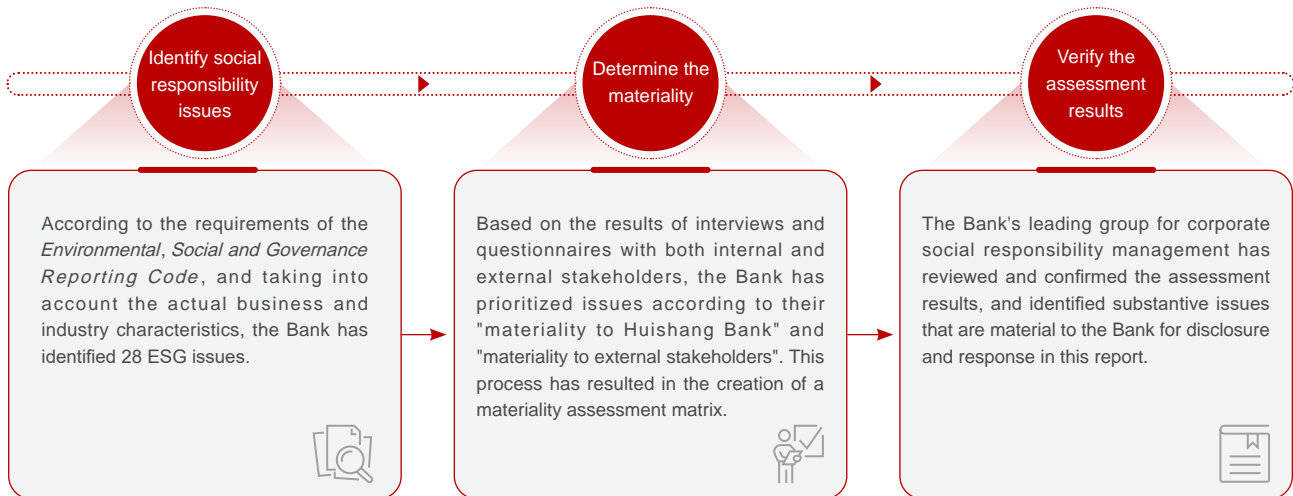 Identify social
responsibility
issues
According to the requirements of the
Environmental, Social and Governance
Reporting Code, and taking into
account the actual business and
industry characteristics, the Bank has
identified 28 ESG issues.
Determine the
materiality
Based on the results of interviews and
questionnaires with both internal and
external stakeholders, the Bank has
prioritized issues according to their
"materiality to Huishang Bank" and
"materiality to external stakeholders". This
process has resulted in the creation of a
materiality assessment matrix.
Verify the
assessment
results
The Bank's leading group for corporate
social responsibility management has
reviewed and confirmed the assessment
results, and identified substantive issues
that are material to the Bank for disclosure
and response in this report.